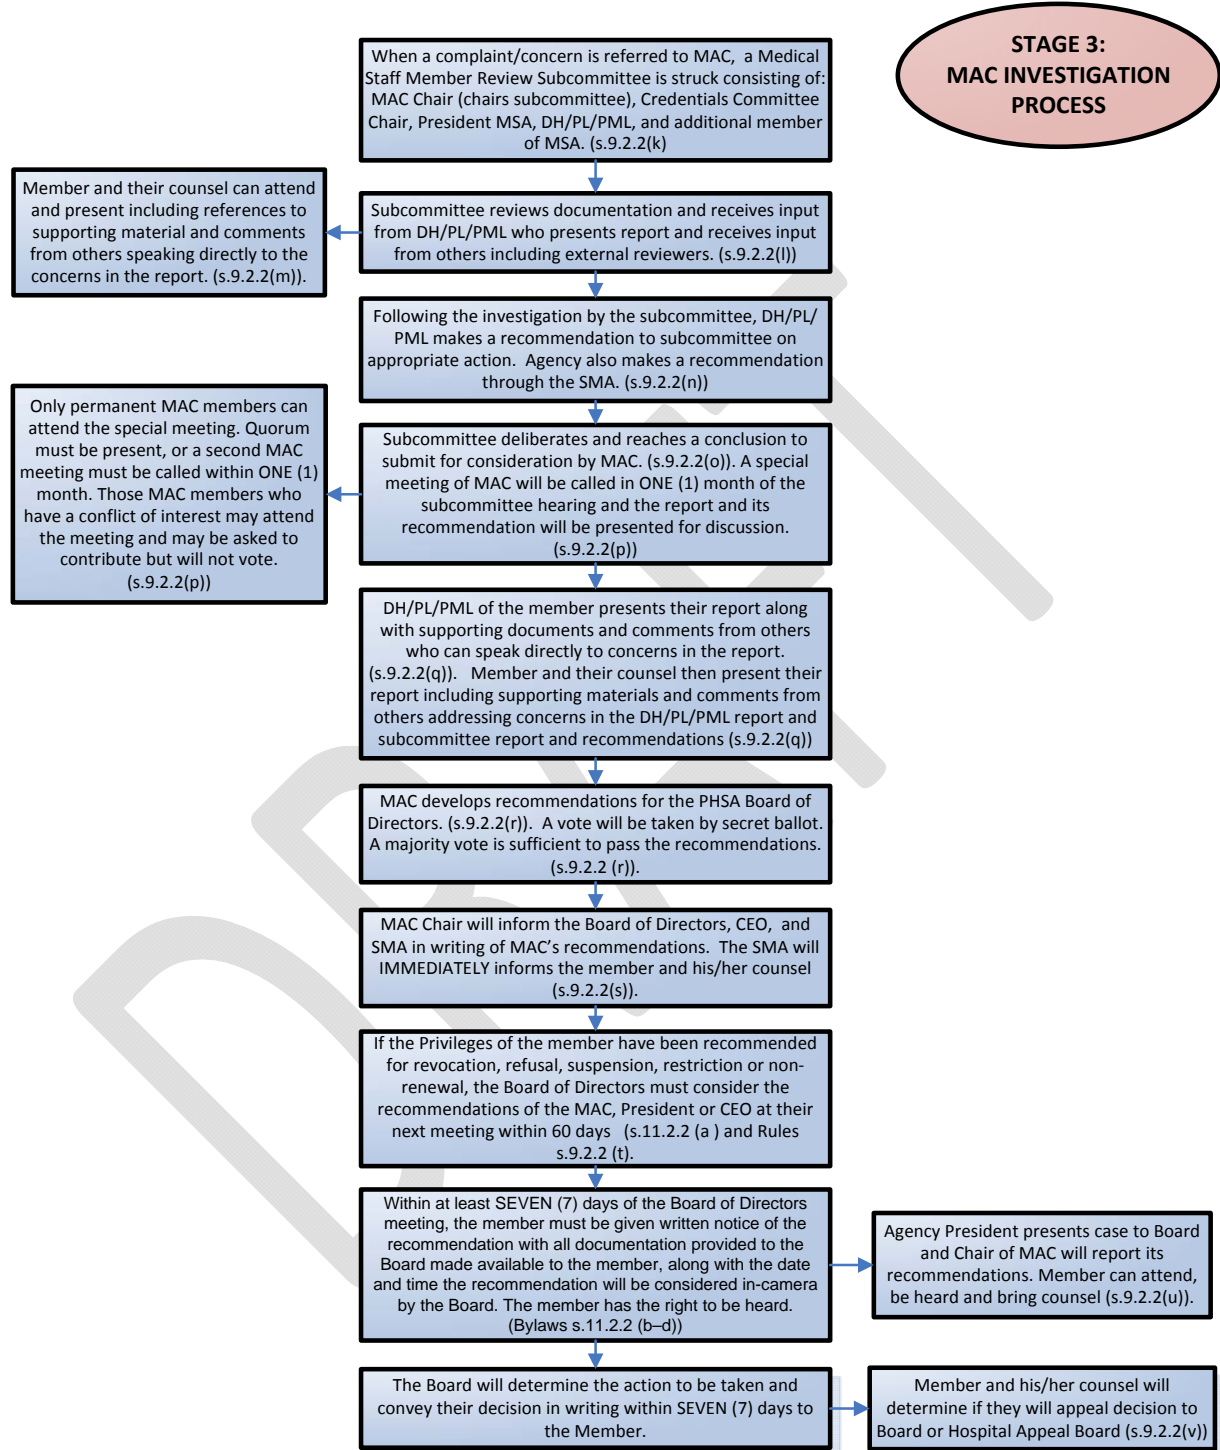 STAGE 3:
MAC INVESTIGATION
PROCESS
When a complaint/concern is referred to MAC,  a Medical
Staff Member Review Subcommittee is struck consisting of:
MAC Chair (chairs subcommittee), Credentials Committee
Chair, President MSA, DH/PL/PML, and additional member
of MSA. (s.9.2.2(k)
Member and their counsel can attend
and present including references to
supporting material and comments
from others speaking directly to the
concerns in the report. (s.9.2.2(m)).
Subcommittee reviews documentation and receives input
from DH/PL/PML who presents report and receives input
from others including external reviewers. (s.9.2.2(l))
Following the investigation by the subcommittee, DH/PL/
PML makes a recommendation to subcommittee on
appropriate action.  Agency also makes a recommendation
through the SMA. (s.9.2.2(n))
Only permanent MAC members can
attend the special meeting. Quorum
must be present, or a second MAC
meeting must be called within ONE (1)
month. Those MAC members who
have a conflict of interest may attend
the meeting and may be asked to
contribute but will not vote.
(s.9.2.2(p))
Subcommittee deliberates and reaches a conclusion to
submit for consideration by MAC. (s.9.2.2(o)). A special
meeting of MAC will be called in ONE (1) month of the
subcommittee hearing and the report and its
recommendation will be presented for discussion.
(s.9.2.2(p))
DH/PL/PML of the member presents their report along
with supporting documents and comments from others
who can speak directly to concerns in the report.
(s.9.2.2(q)).   Member and their counsel then present their
report including supporting materials and comments from
others addressing concerns in the DH/PL/PML report and
subcommittee report and recommendations (s.9.2.2(q))
MAC develops recommendations for the PHSA Board of
Directors. (s.9.2.2(r)).  A vote will be taken by secret ballot.
A majority vote is sufficient to pass the recommendations.
(s.9.2.2 (r)).
MAC Chair will inform the Board of Directors, CEO,  and
SMA in writing of MAC's recommendations.  The SMA will
IMMEDIATELY informs the member and his/her counsel
(s.9.2.2(s)).
If the Privileges of the member have been recommended
for revocation, refusal, suspension, restriction or non-
renewal, the Board of Directors must consider the
recommendations of the MAC, President or CEO at their
next meeting within 60 days   (s.11.2.2 (a ) and Rules
s.9.2.2 (t).
Within at least SEVEN (7) days of the Board of Directors
meeting, the member must be given written notice of the
recommendation with all documentation provided to the
Board made available to the member, along with the date
and time the recommendation will be considered in-camera
by the Board. The member has the right to be heard.
(Bylaws s.11.2.2 (b–d))
Agency President presents case to Board
and Chair of MAC will report its
recommendations. Member can attend,
be heard and bring counsel (s.9.2.2(u)).
The Board will determine the action to be taken and
convey their decision in writing within SEVEN (7) days to
the Member.
Member and his/her counsel will
determine if they will appeal decision to
Board or Hospital Appeal Board (s.9.2.2(v))
DRAFT